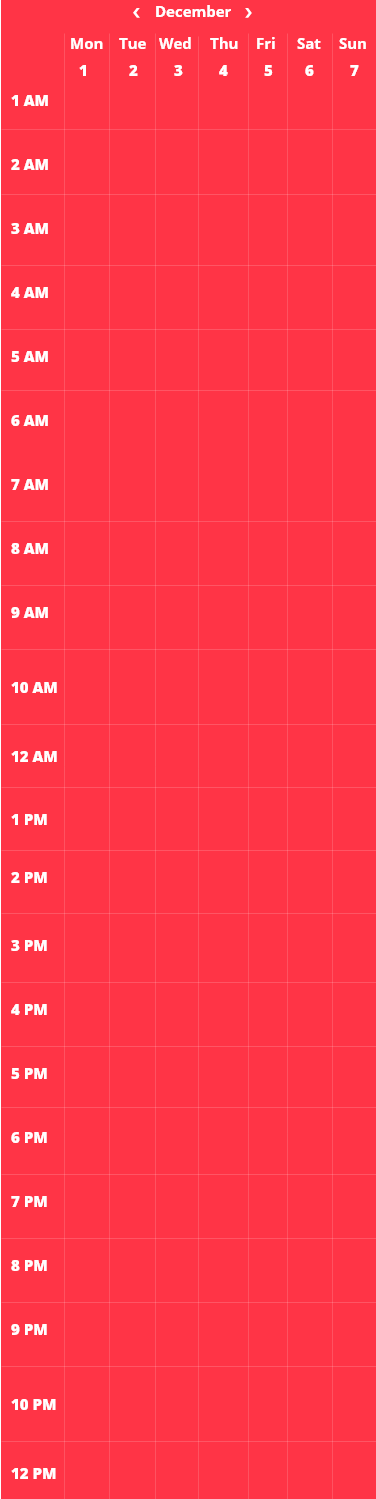 ‹ December ›
Mon Tue Wed Thu Fri Sat Sun
1 2 3 4 5 6 7
1 AM
2 AM
3 AM
4 AM
5 AM
6 AM
7 AM
8 AM
9 AM
10 AM
12 AM
1 PM
2 PM
3 PM
4 PM
5 PM
6 PM
7 PM
8 PM
9 PM
10 PM
12 PM